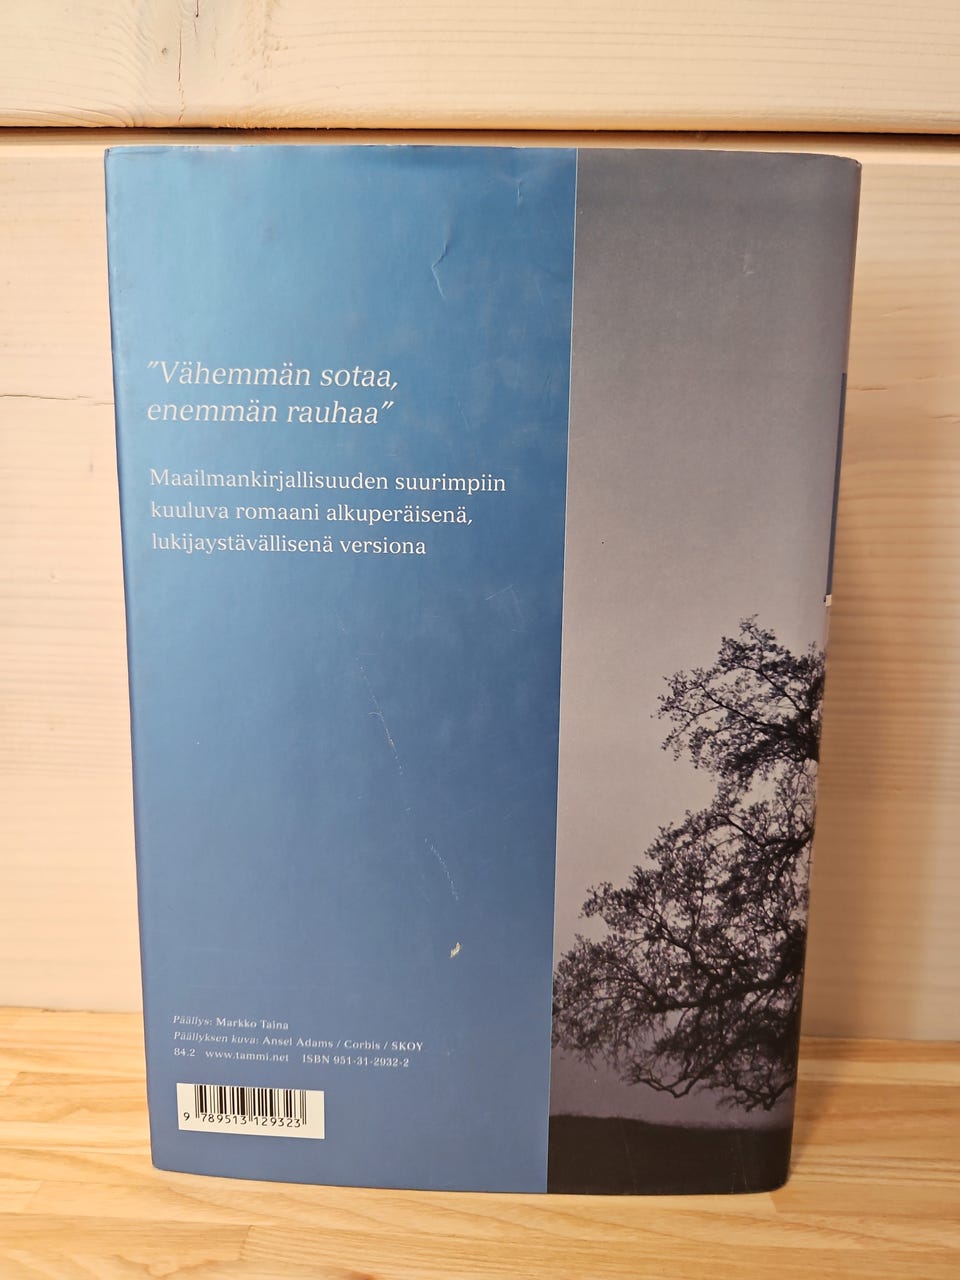 ”Vähemmän sotaa,
enemmän rauhaa”
Maailmankirjallisuuden suurimpiin
kuuluva romaani alkuperäisenä,
lukijaystävällisenä versiona
Päällys: Markko Taina
Päällyksen kuva: Ansel Adams / Corbis / SKOY
84.2 www.tammi.net ISBN 951-31-2932-2
9 789513 129323